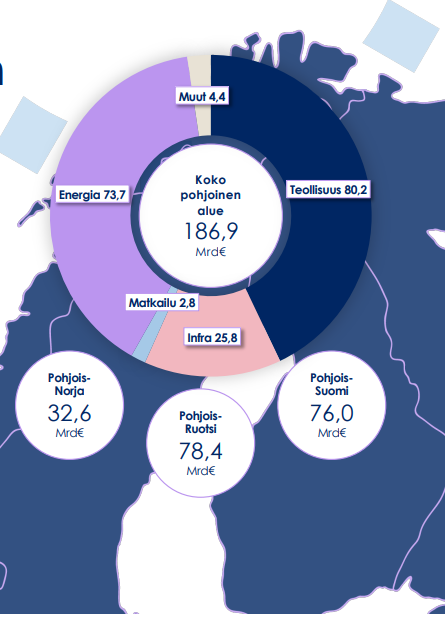 n
Muut 4,4
Energia 73,7
Koko
pohjoinen
alue
186,9
Mrd€
Teollisuus 80,2
Matkailu 2,8
Infra 25,8
Pohjois-
Norja
32,6
Mrd€
Pohjois-
Ruotsi
78,4
Mrd€
Pohjois-
Suomi
76,0
Mrd€